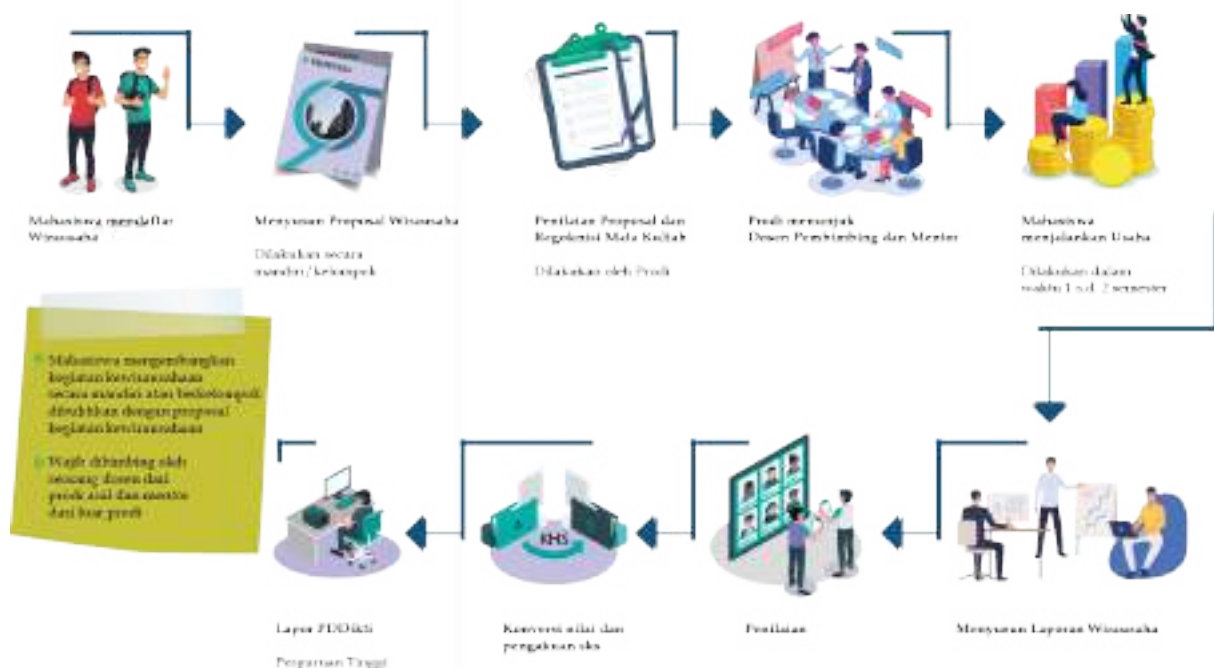 Mahasiswa mendaftar
Wirausaha
Menyusun Proposal Wirausaha
Dilakukan secara
mandiri/kelompok
Penilaian Proposal dan
Rekognisi Mata Kuliah
Dilakukan oleh Prodi
Prodi menunjuk
Dosen Pembimbing dan Mentor
Mahasiswa
menjalankan Usaha
Dilakukan dalam
waktu 1 s.d. 2 semester
Mahasiswa mengembangkan
kegiatan kewirausahaan
secara mandiri atau berkelompok
dibuktikan dengan proposal
kegiatan kewirausahaan
Wajib dibimbing oleh
seorang dosen dari
prodi asal dan mentor
dari luar prodi
KHS
Lapor PDDikti
Perguruan Tinggi
Konversi nilai dan
pengakuan sks
Penilaian
Menyusun Laporan Wirausaha